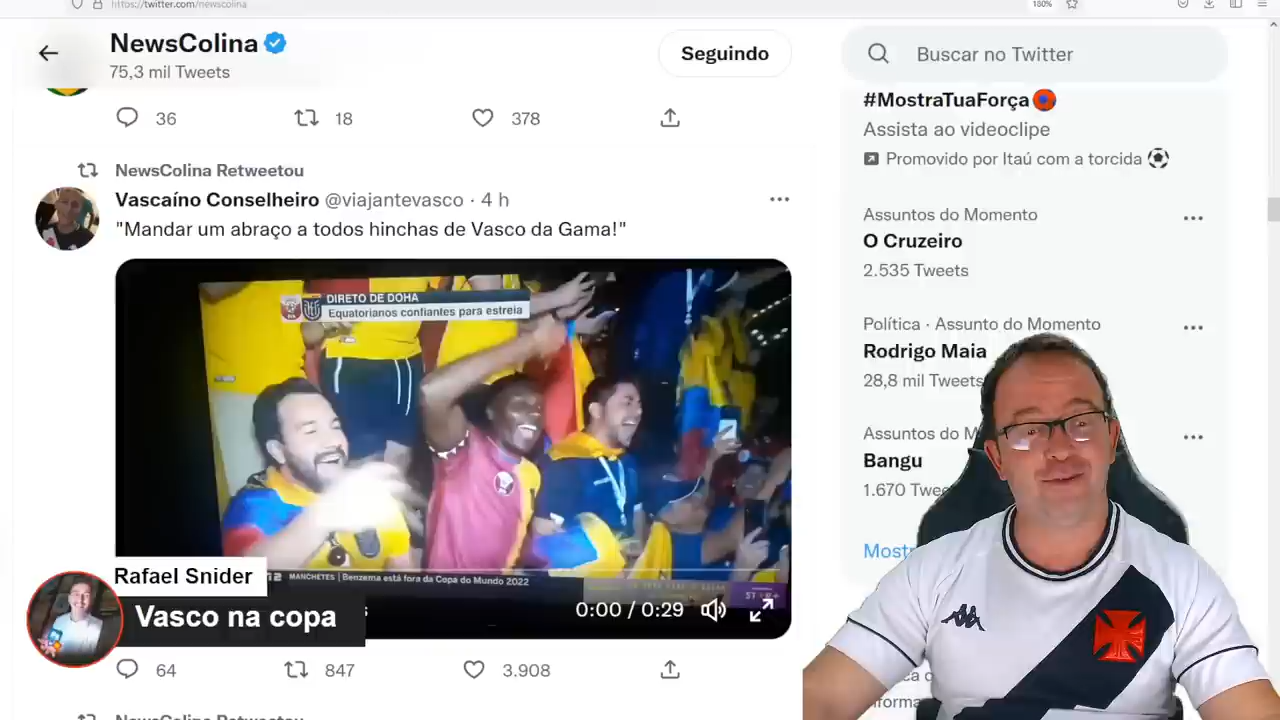 https://twitter.com/newscolina
180%
NewsColina
75,3 mil Tweets
Seguindo
Buscar no Twitter
36
18
378
NewsColina Retweetou
Vascaíno Conselheiro @viajantevasco · 4 h
"Mandar um abraço a todos hinchas de Vasco da Gama!"
DIRETO DE DOHA
Equatorianos confiantes para estreia
MANCHETES | Benzema está fora da Copa do Mundo 2022
0:00 / 0:29
Rafael Snider
Vasco na copa
64
847
3.908
NewsColina Retweetou
#MostraTuaForça
Assista ao videoclipe
Promovido por Itaú com a torcida
Assuntos do Momento
O Cruzeiro
2.535 Tweets
Política · Assunto do Momento
Rodrigo Maia
28,8 mil Tweets
Assuntos do M
Bangu
1.670 Twee
Mostr